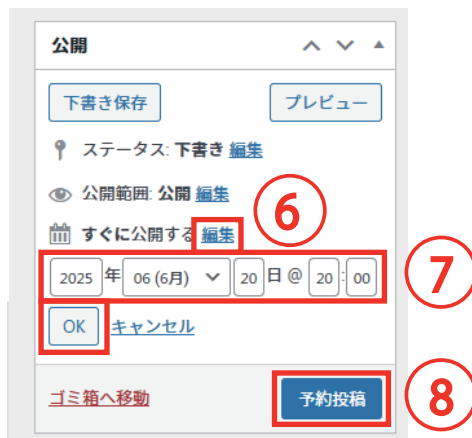 公開
下書き保存 プレビュー
ステータス: 下書き 編集
公開範囲: 公開 編集
⑥
すぐに公開する 編集
2025 年 06 (6月) 20 日 @ 20 : 00
⑦
OK キャンセル
ゴミ箱へ移動 予約投稿
⑧